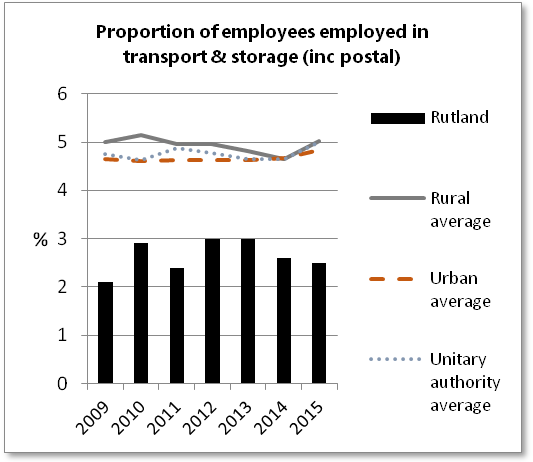 Proportion of employees employed in
transport & storage (inc postal)
6
5
4
3
2
1
0
%
2009
2010
2011
2012
2013
2014
2015
Rutland
Rural
average
Urban
average
Unitary
authority
average